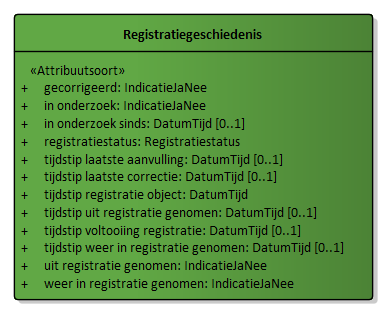 Registratiegeschiedenis
«Attribuutsoort»
+ gecorrigeerd: IndicatieJaNee
+ in onderzoek: IndicatieJaNee
+ in onderzoek sinds: DatumTijd [0..1]
+ registratiestatus: Registratiestatus
+ tijdstip laatste aanvulling: DatumTijd [0..1]
+ tijdstip laatste correctie: DatumTijd [0..1]
+ tijdstip registratie object: DatumTijd
+ tijdstip uit registratie genomen: DatumTijd [0..1]
+ tijdstip voltooiing registratie: DatumTijd [0..1]
+ tijdstip weer in registratie genomen: DatumTijd [0..1]
+ uit registratie genomen: IndicatieJaNee
+ weer in registratie genomen: IndicatieJaNee